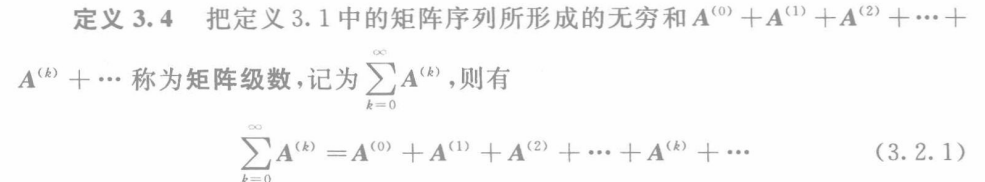 定义 3.4 把定义 3.1 中的矩阵序列所形成的无穷和 $\boldsymbol{A}^{(0)}+\boldsymbol{A}^{(1)}+\boldsymbol{A}^{(2)}+\cdots+$
$\boldsymbol{A}^{(k)}+\cdots$ 称为矩阵级数,记为 $\sum_{k=0}^{\infty}\boldsymbol{A}^{(k)}$,则有
$\sum_{k=0}^{\infty}\boldsymbol{A}^{(k)}=\boldsymbol{A}^{(0)}+\boldsymbol{A}^{(1)}+\boldsymbol{A}^{(2)}+\cdots+\boldsymbol{A}^{(k)}+\cdots$ (3.2.1)